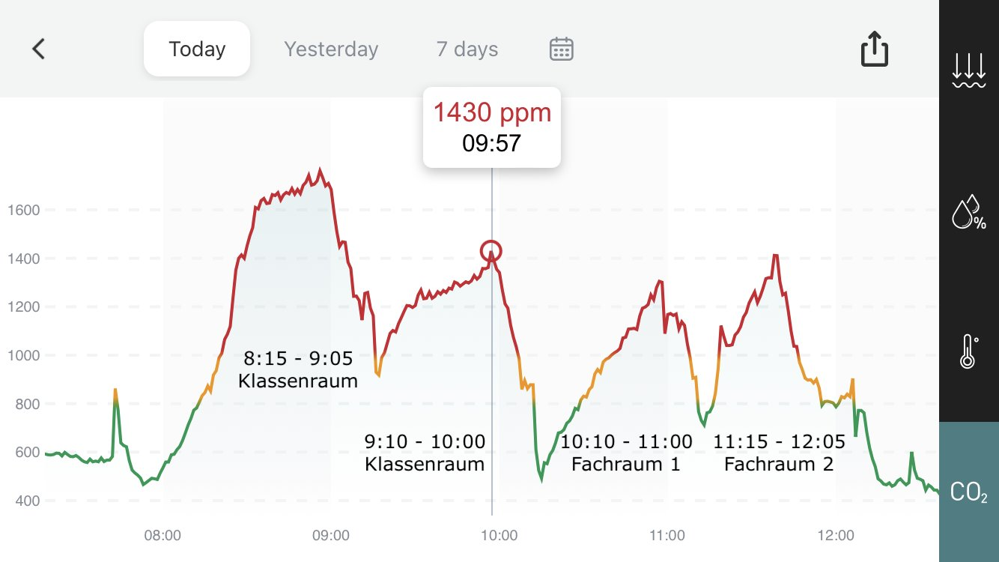 Today Yesterday 7 days
1430 ppm
09:57
1600
1400
1200
1000
800
600
400
8:15 - 9:05
Klassenraum
9:10 - 10:00
Klassenraum
10:10 - 11:00
Fachraum 1
11:15 - 12:05
Fachraum 2
08:00 09:00 10:00 11:00 12:00
%
CO₂